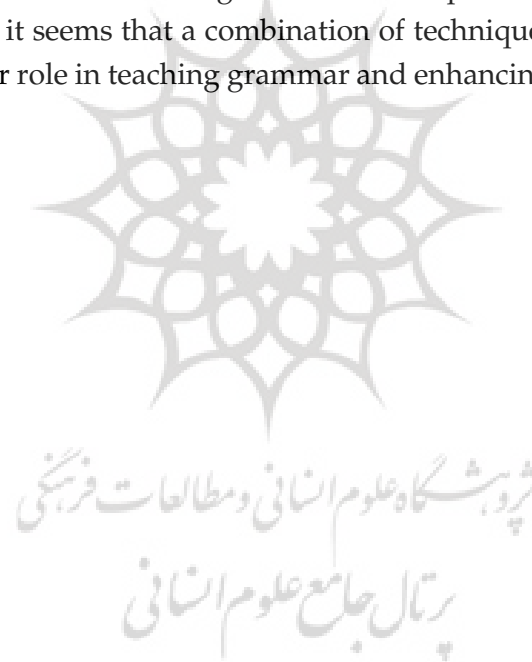 it seems that a combination of technique
r role in teaching grammar and enhancin
پژوهشگاه علوم انسانی و مطالعات فرهنگی
پرتال جامع علوم انسانی